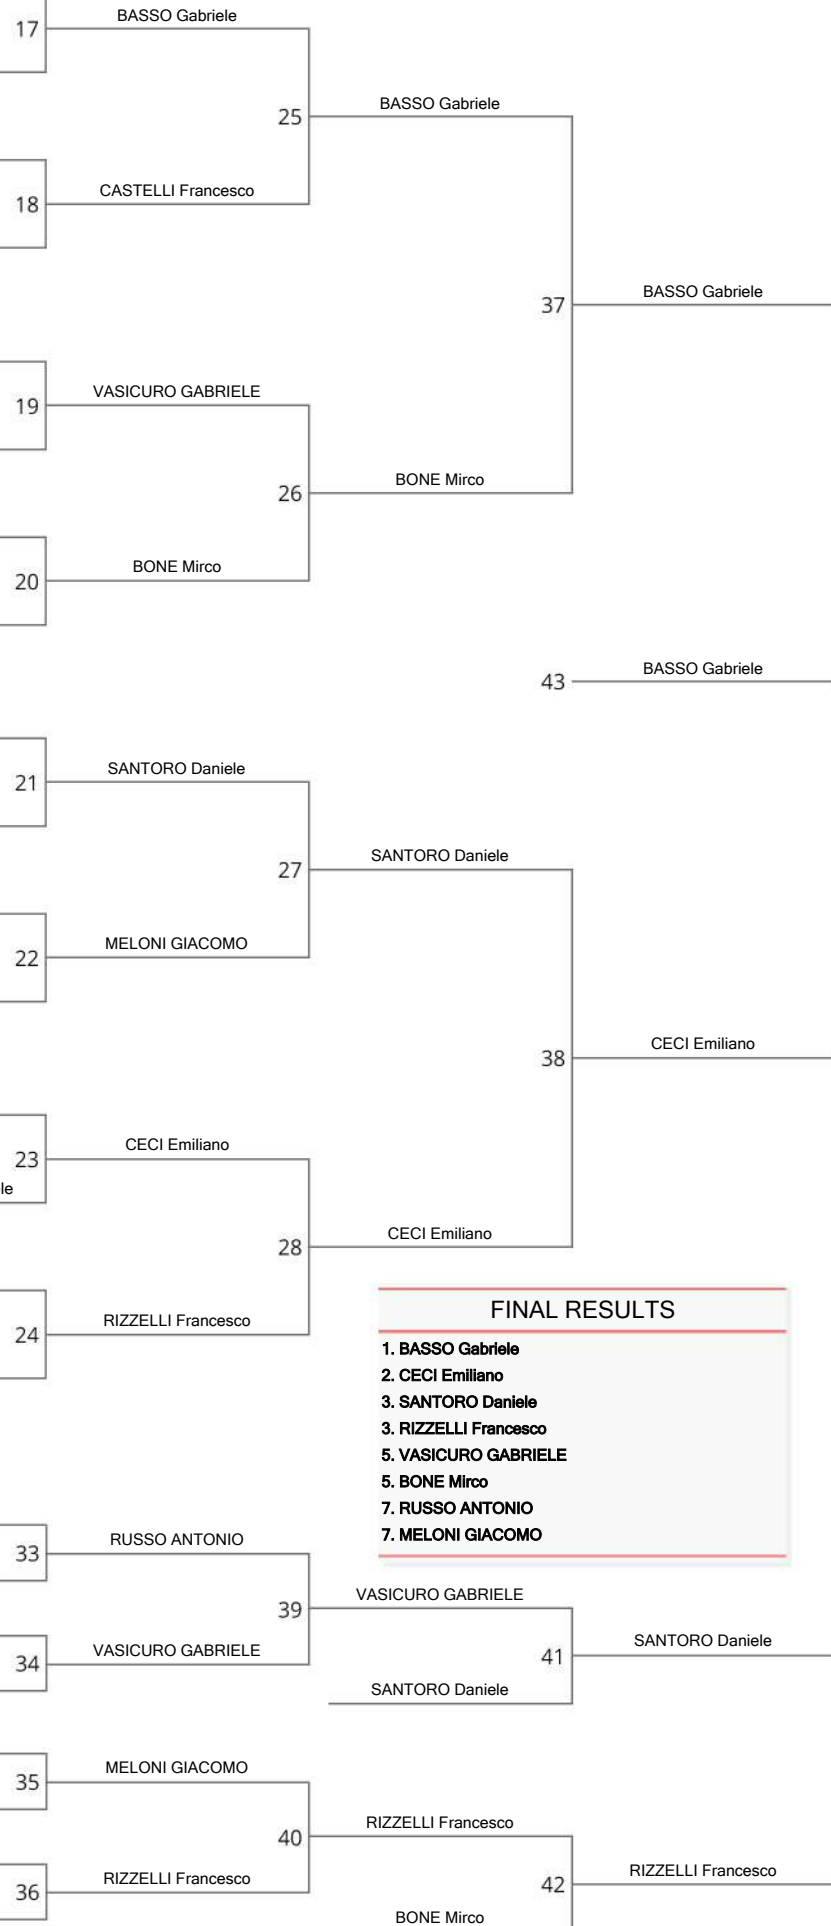 BASSO Gabriele
17
BASSO Gabriele
25
CASTELLI Francesco
18
BASSO Gabriele
37
VASICURO GABRIELE
19
BONE Mirco
26
BONE Mirco
20
BASSO Gabriele
43
SANTORO Daniele
21
SANTORO Daniele
27
MELONI GIACOMO
22
CECI Emiliano
38
CECI Emiliano
23
le
CECI Emiliano
28
RIZZELLI Francesco
24
FINAL RESULTS
1. BASSO Gabriele
2. CECI Emiliano
3. SANTORO Daniele
3. RIZZELLI Francesco
5. VASICURO GABRIELE
5. BONE Mirco
7. RUSSO ANTONIO
7. MELONI GIACOMO
RUSSO ANTONIO
33
VASICURO GABRIELE
39
SANTORO Daniele
41
VASICURO GABRIELE
34
SANTORO Daniele
MELONI GIACOMO
35
RIZZELLI Francesco
40
RIZZELLI Francesco
42
RIZZELLI Francesco
36
BONE Mirco